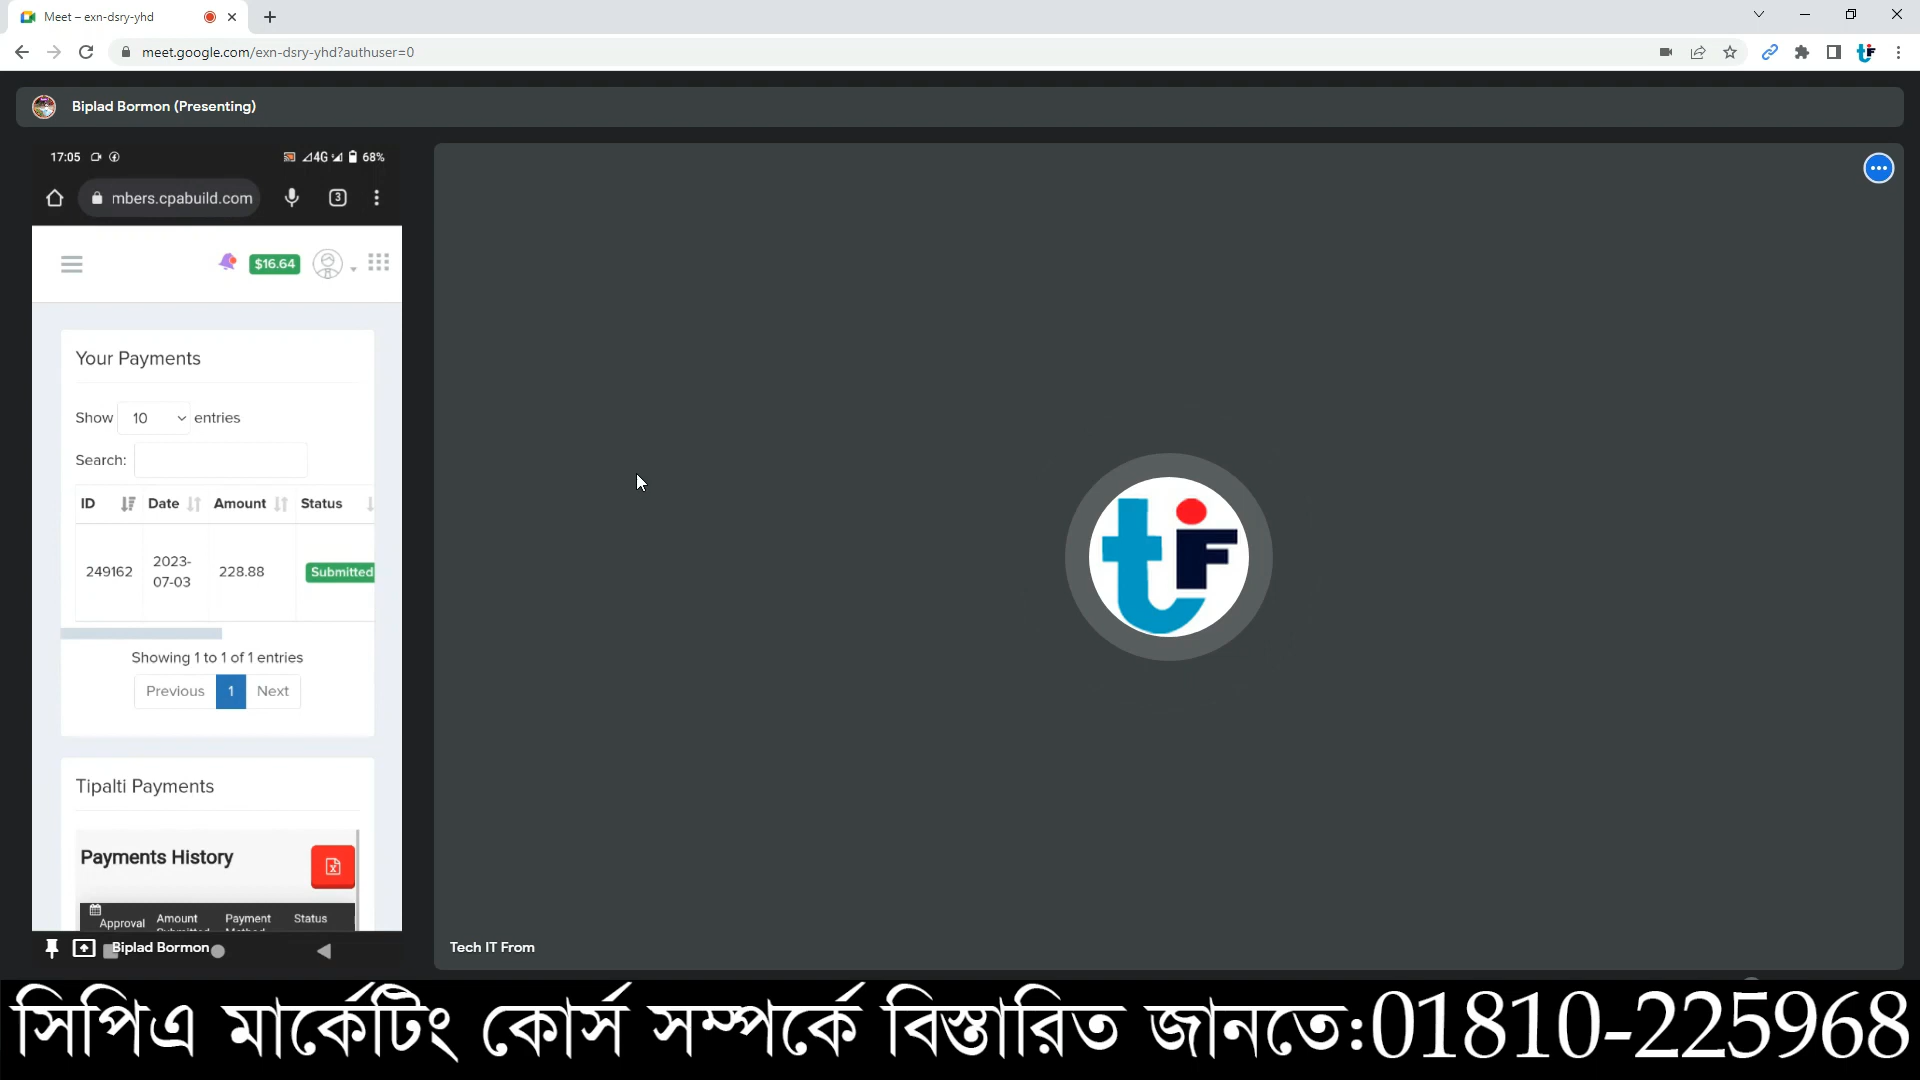 Meet – exn-dsry-yhd
meet.google.com/exn-dsry-yhd?authuser=0
Biplad Bormon (Presenting)
17:05 4G 68%
mbers.cpabuild.com 3
$16.64
Your Payments
Show 10 entries
Search:
ID Date Amount Status
249162 2023-07-03 228.88 Submitted
Showing 1 to 1 of 1 entries
Previous 1 Next
Tipalti Payments
Payments History
Approval Amount Payment Status
Biplad Bormon
tiF
Tech IT From
সিপিএ মার্কেটিং কোর্স সম্পর্কে বিস্তারিত জানতে:01810-225968